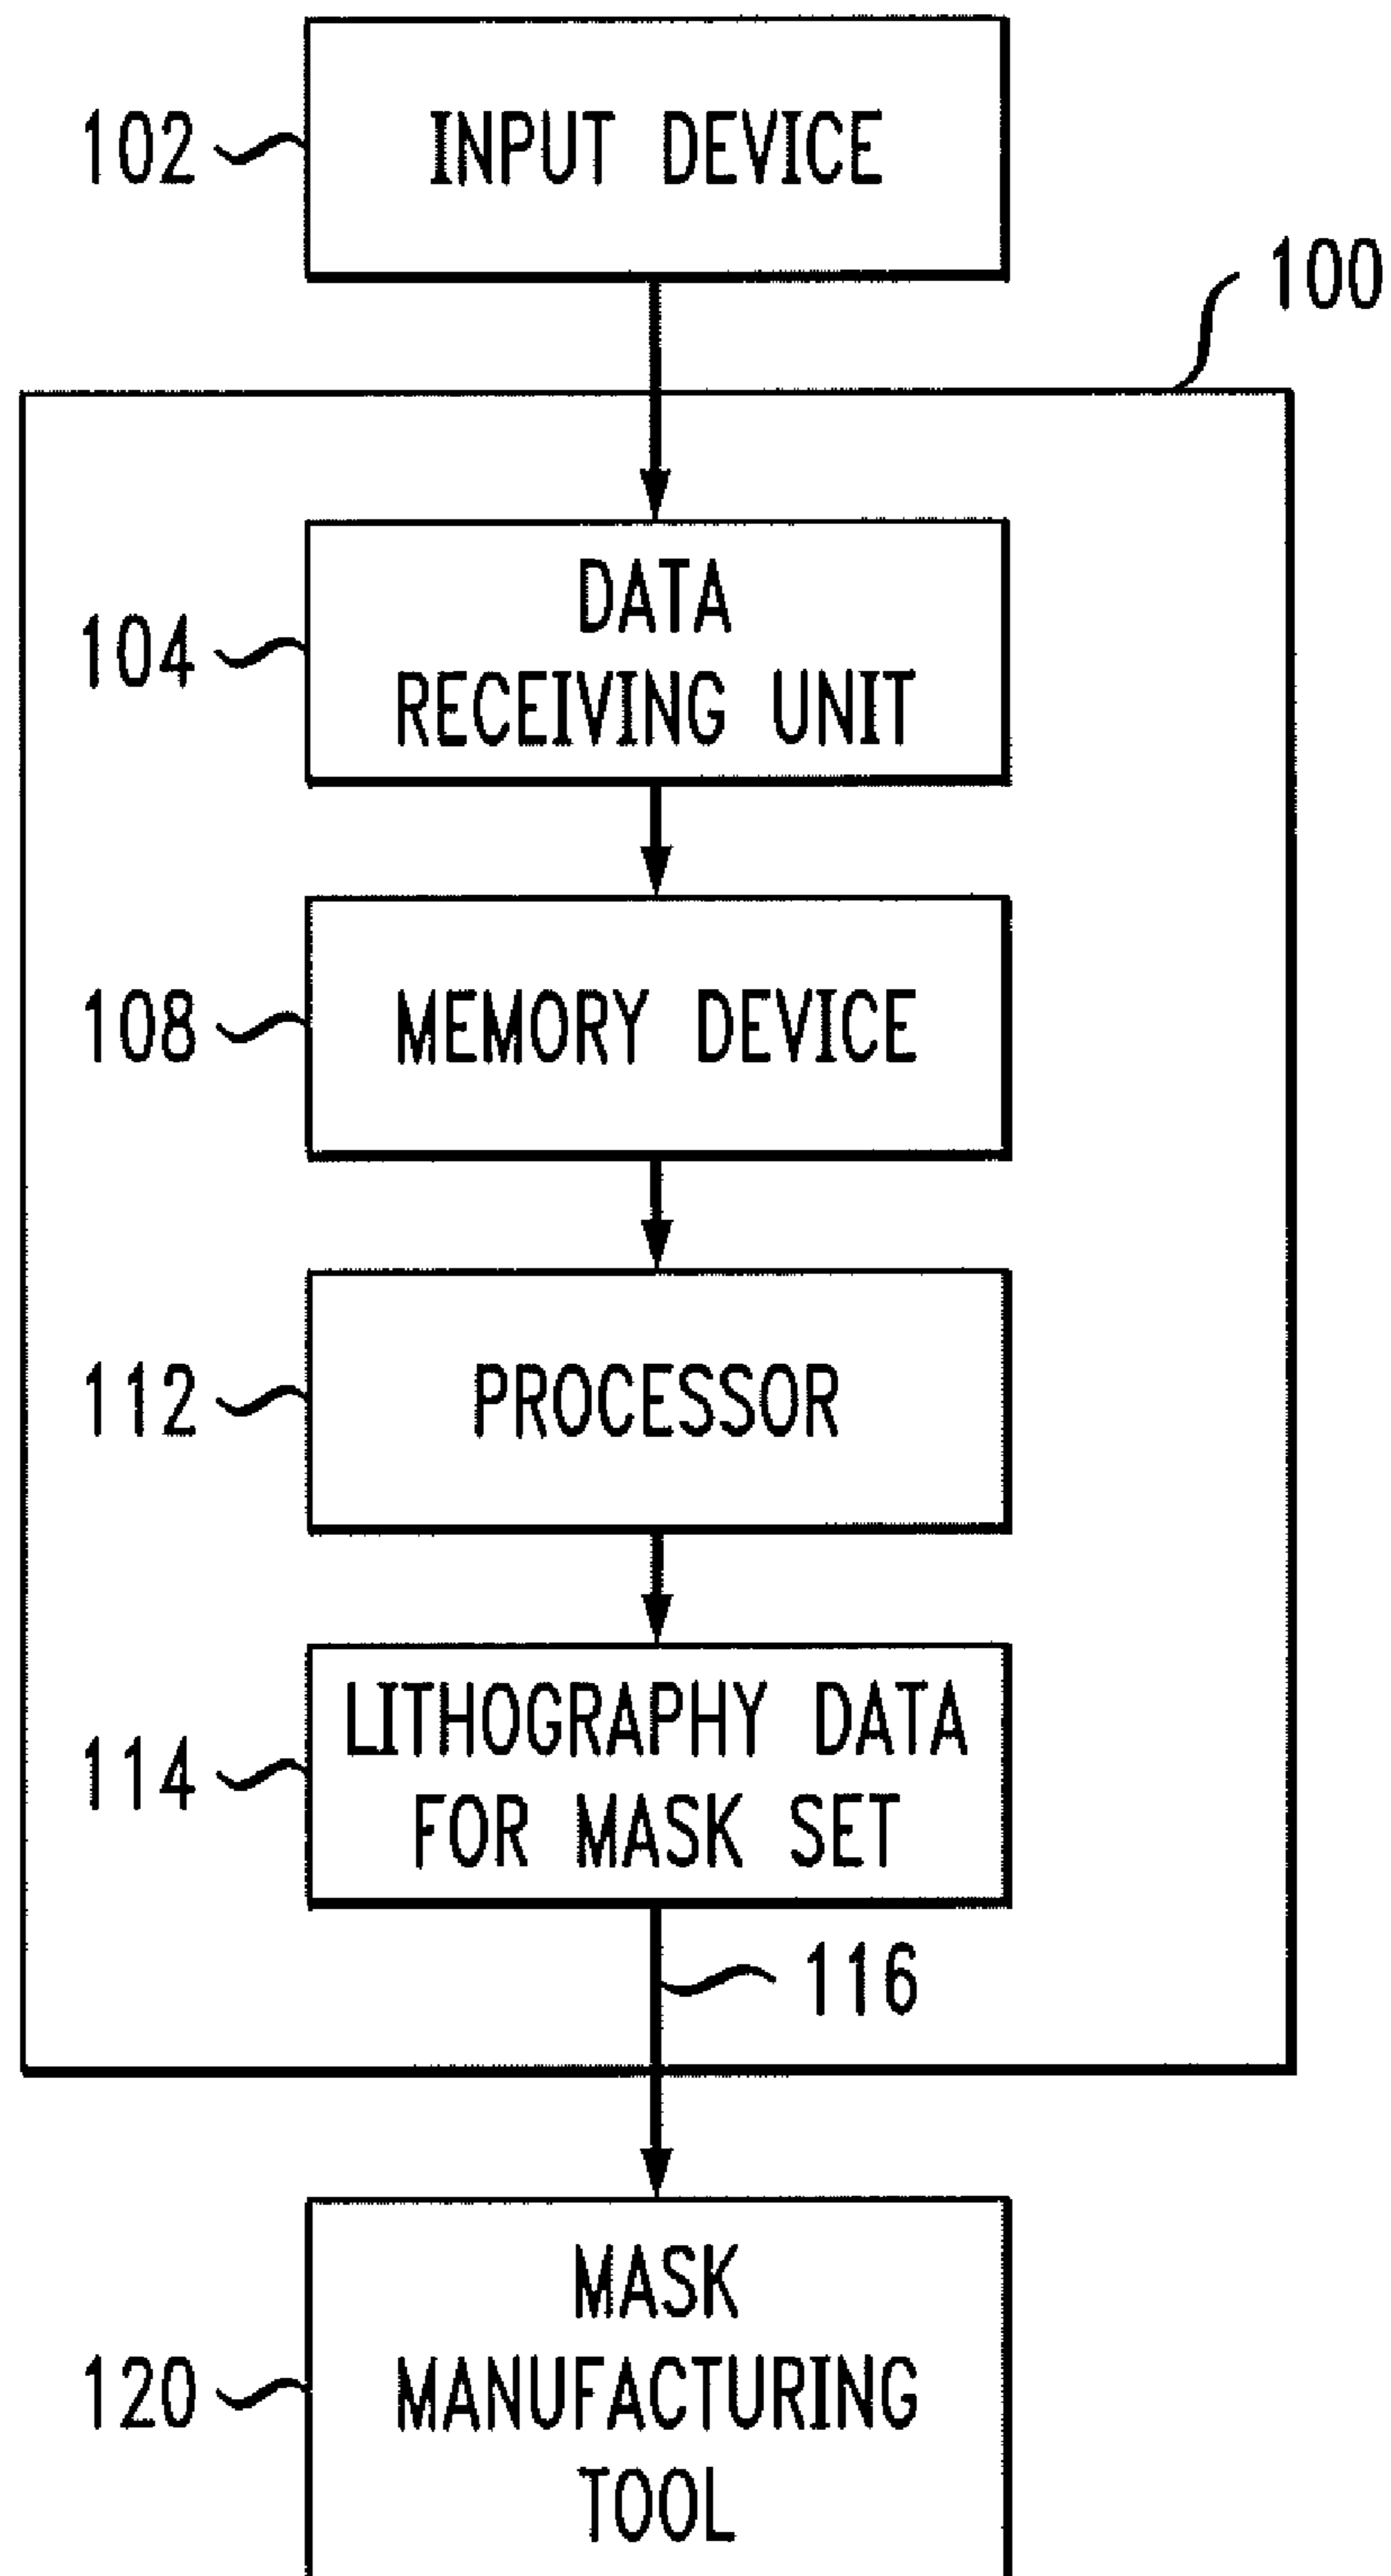 102
INPUT DEVICE
100
104
DATA
RECEIVING UNIT
108
MEMORY DEVICE
112
PROCESSOR
114
LITHOGRAPHY DATA
FOR MASK SET
116
120
MASK
MANUFACTURING
TOOL